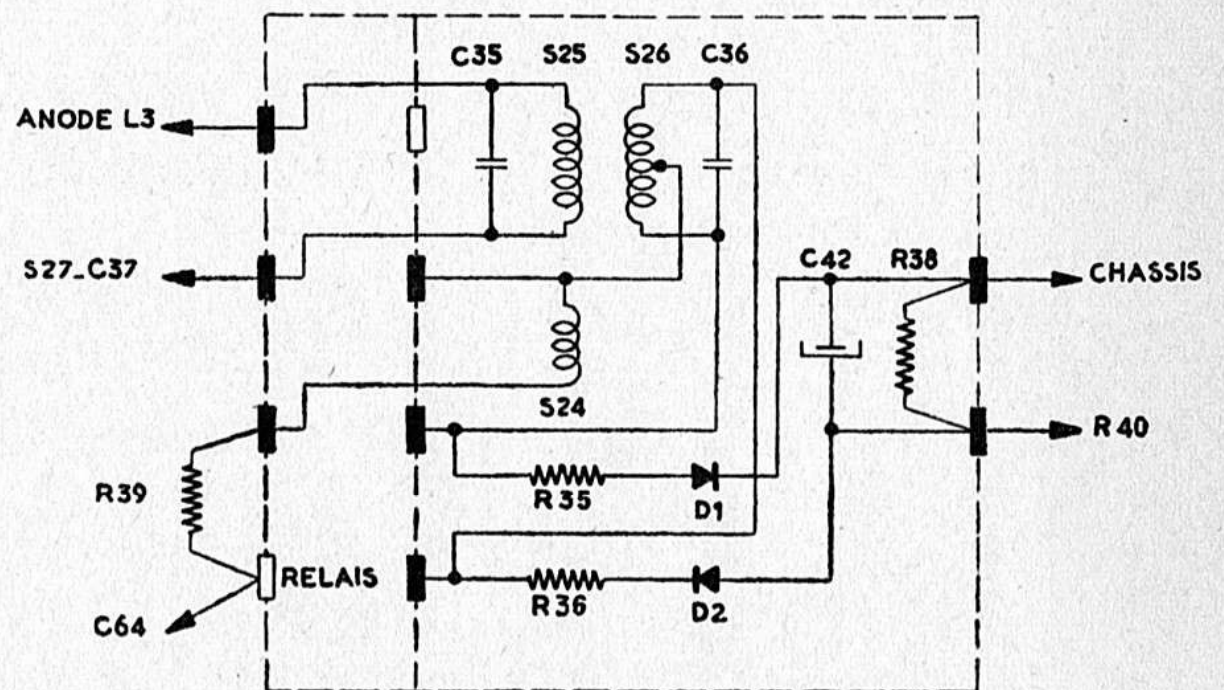 C35 S25 S26 C36
ANODE L3
S27_C37
C42 R38
CHASSIS
S24
R40
R39
R35
D1
RELAIS
R36
D2
C64